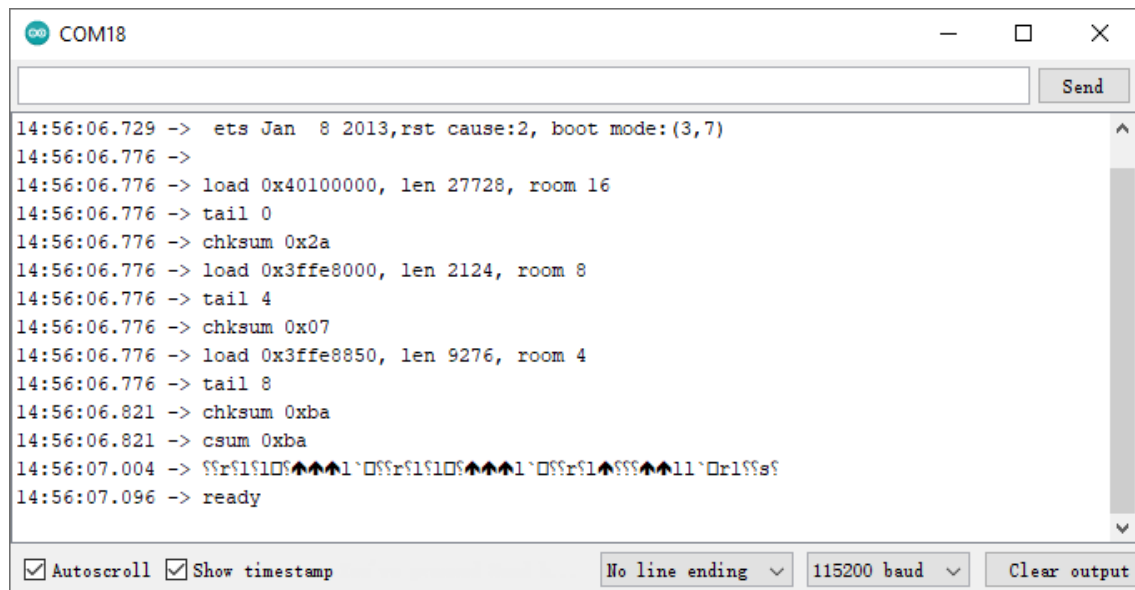 COM18
Send
14:56:06.729 ->  ets Jan  8 2013,rst cause:2, boot mode:(3,7)
14:56:06.776 ->
14:56:06.776 -> load 0x40100000, len 27728, room 16
14:56:06.776 -> tail 0
14:56:06.776 -> chksum 0x2a
14:56:06.776 -> load 0x3ffe8000, len 2124, room 8
14:56:06.776 -> tail 4
14:56:06.776 -> chksum 0x07
14:56:06.776 -> load 0x3ffe8850, len 9276, room 4
14:56:06.776 -> tail 8
14:56:06.821 -> chksum 0xba
14:56:06.821 -> csum 0xba
14:56:07.004 ->
14:56:07.096 -> ready
Autoscroll Show timestamp No line ending 115200 baud Clear output